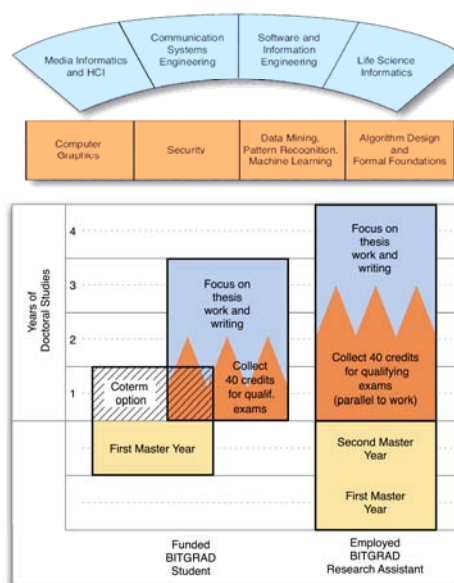 Media Informatics
and HCI
Communication
Systems
Engineering
Software and
Information
Engineering
Life Science
Informatics
Computer
Graphics
Security
Data Mining,
Pattern Recognition,
Machine Learning
Algorithm Design
and
Formal Foundations
Years of
Doctoral Studies
4
3
2
1
Focus on
thesis
work and
writing
Collect
40 credits
for qualif.
exams
Coterm
option
First Master Year
Focus on
thesis
work and
writing
Collect 40 credits
for qualifying
exams
(parallel to work)
Second Master
Year
First Master
Year
Funded
BITGRAD
Student
Employed
BITGRAD
Research Assistant